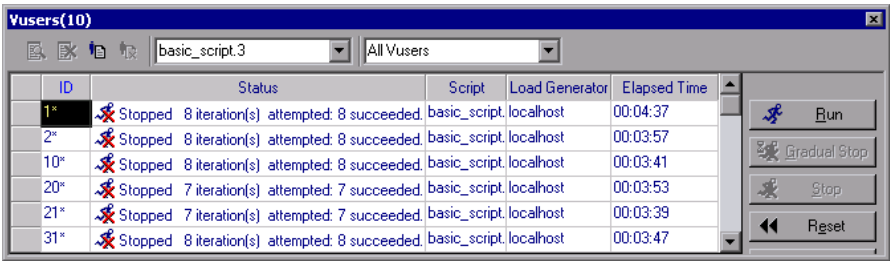 Vusers(10)
basic_script.3 All Vusers
ID Status Script Load Generator Elapsed Time
1* Stopped 8 iteration(s) attempted: 8 succeeded. basic_script. localhost 00:04:37
2* Stopped 8 iteration(s) attempted: 8 succeeded. basic_script. localhost 00:03:57
10* Stopped 8 iteration(s) attempted: 8 succeeded. basic_script. localhost 00:03:41
20* Stopped 7 iteration(s) attempted: 7 succeeded. basic_script. localhost 00:03:53
21* Stopped 7 iteration(s) attempted: 7 succeeded. basic_script. localhost 00:03:39
31* Stopped 8 iteration(s) attempted: 8 succeeded. basic_script. localhost 00:03:47
Run
Gradual Stop
Stop
Reset